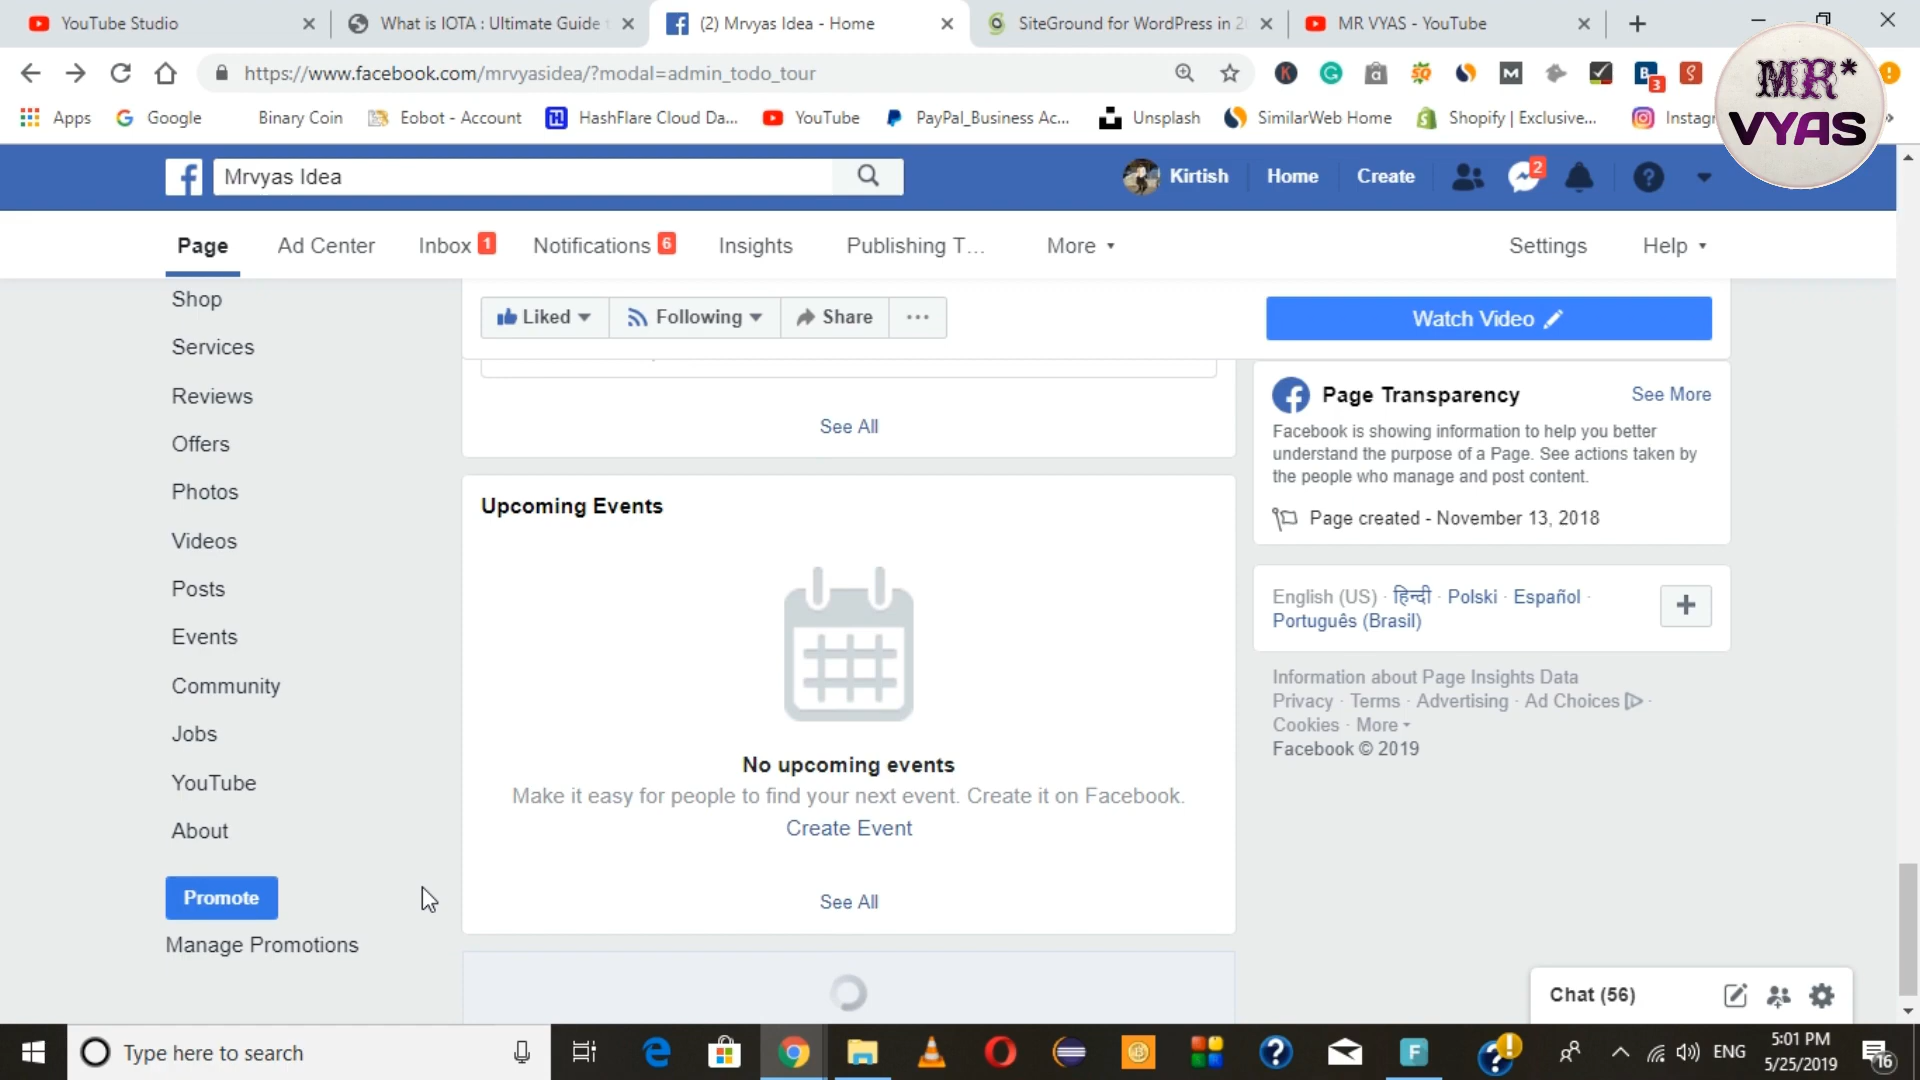 YouTube Studio
What is IOTA : Ultimate Guide
(2) Mrvyas Idea - Home
SiteGround for WordPress in 2
MR VYAS - YouTube
https://www.facebook.com/mrvyasidea/?modal=admin_todo_tour
3
MR*
VYAS
Apps
Google
Binary Coin
Eobot - Account
HashFlare Cloud Da...
YouTube
PayPal_Business Ac...
Unsplash
SimilarWeb Home
Shopify | Exclusive...
Instagr
Mrvyas Idea
Kirtish
Home
Create
2
Page
Ad Center
Inbox 1
Notifications 6
Insights
Publishing T...
More
Settings
Help
Shop
Services
Reviews
Offers
Photos
Videos
Posts
Events
Community
Jobs
YouTube
About
Promote
Manage Promotions
Liked
Following
Share
Watch Video
See All
Upcoming Events
No upcoming events
Make it easy for people to find your next event. Create it on Facebook.
Create Event
See All
Page Transparency
See More
Facebook is showing information to help you better
understand the purpose of a Page. See actions taken by
the people who manage and post content.
Page created - November 13, 2018
English (US) · हिन्दी · Polski · Español ·
Português (Brasil)
Information about Page Insights Data
Privacy · Terms · Advertising · Ad Choices ·
Cookies · More
Facebook © 2019
Chat (56)
Type here to search
ENG
5:01 PM
5/25/2019
16